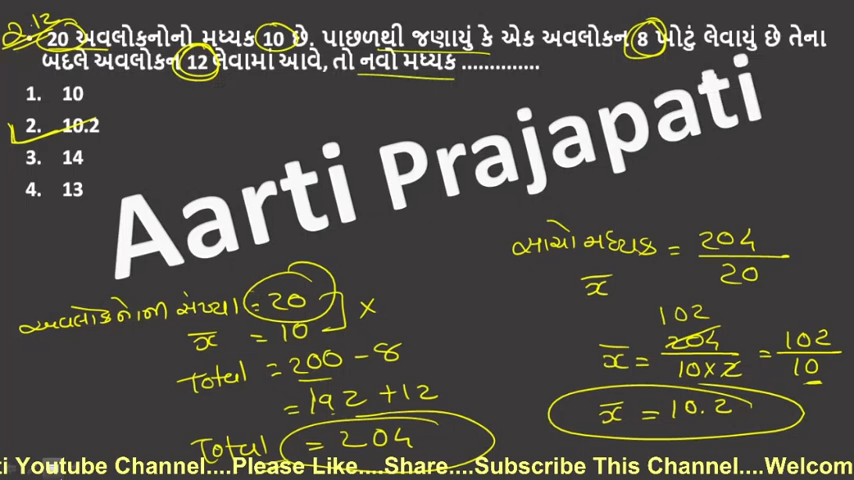 2.12
20 અવલોકનોનો મધ્યક 10 છે. પાછળથી જણાયું કે એક અવલોકન 8 ખોટું લેવાયું છે તેના
બદલે અવલોકન 12 લેવામાં આવે, તો નવો મધ્યક ..............
1. 10
2. 10.2
3. 14
4. 13
Aarti Prajapati
અવલોકનોની સંખ્યા = 20
x̄ = 10 ] ×
Total = 200 - 8
= 192 + 12
Total = 204
સાચો મધ્યક x̄ = 204/20
102
x̄ = 204/10×2 = 102/10
x̄ = 10.2
ti Youtube Channel....Please Like....Share....Subscribe This Channel....Welcom